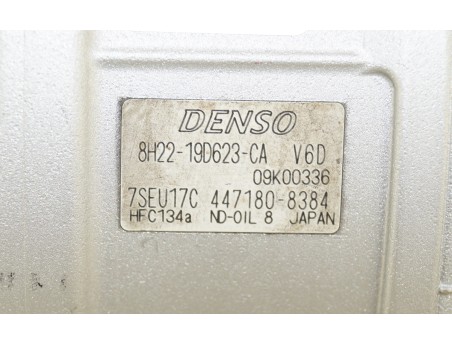 DENSO
8H22-19D623-CA V6D
09K00336
7SEU17C 447180-8384
HFC134a ND-OIL 8 JAPAN